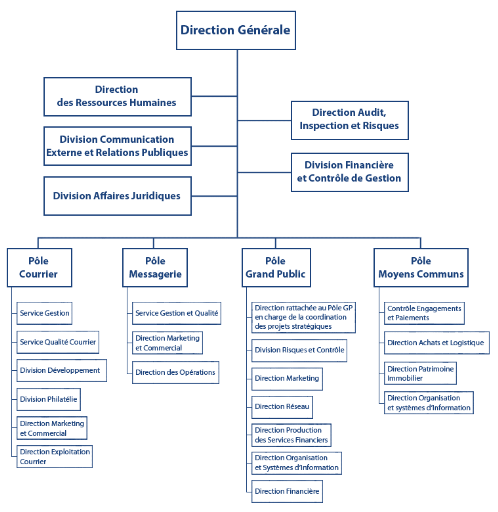 Direction Générale
Direction
des Ressources Humaines
Direction Audit,
Inspection et Risques
Division Communication
Externe et Relations Publiques
Division Financière
et Contrôle de Gestion
Division Affaires Juridiques
Pôle
Courrier
Service Gestion
Service Qualité Courrier
Division Développement
Division Philatélie
Direction Marketing
et Commercial
Direction Exploitation
Courrier
Pôle
Messagerie
Service Gestion et Qualité
Direction Marketing
et Commercial
Direction des Opérations
Pôle
Grand Public
Direction rattachée au Pôle GP
en charge de la coordination
des projets stratégiques
Division Risques et Contrôle
Direction Marketing
Direction Réseau
Direction Production
des Services Financiers
Direction Organisation
et Systèmes d'Information
Direction Financière
Pôle
Moyens Communs
Contrôle Engagements
et Paiements
Direction Achats et Logistique
Direction Patrimoine
Immobilier
Direction Organisation
et systèmes d'Information